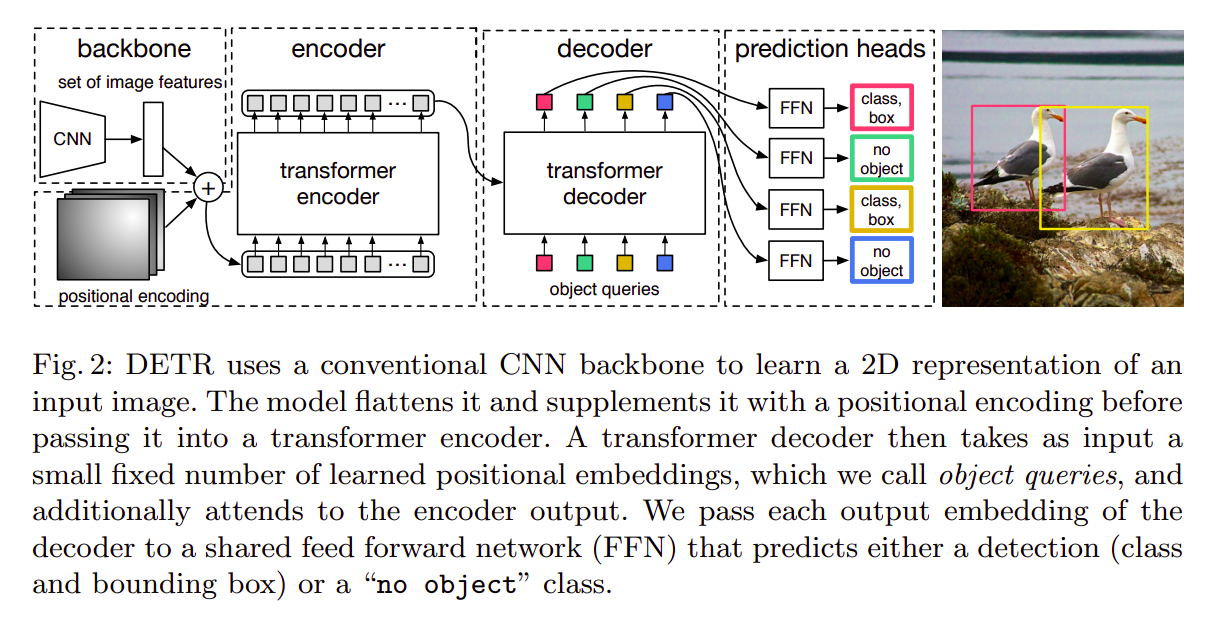 backbone
encoder
decoder
prediction heads
set of image features
CNN
+
positional encoding
...
transformer
encoder
...
transformer
decoder
object queries
FFN
class,
box
FFN
no
object
FFN
class,
box
FFN
no
object
Fig. 2: DETR uses a conventional CNN backbone to learn a 2D representation of an
input image. The model flattens it and supplements it with a positional encoding before
passing it into a transformer encoder. A transformer decoder then takes as input a
small fixed number of learned positional embeddings, which we call object queries, and
additionally attends to the encoder output. We pass each output embedding of the
decoder to a shared feed forward network (FFN) that predicts either a detection (class
and bounding box) or a “no object” class.